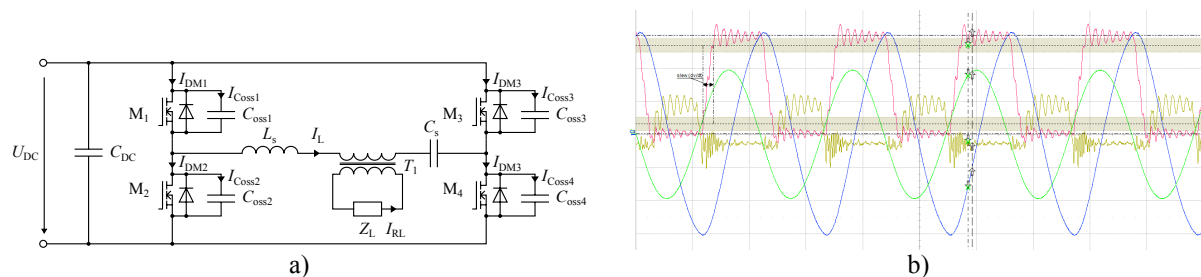 I_DM1
I_Coss1
M_1
C_oss1
I_DM3
I_Coss3
M_3
C_oss3
L_s
I_L
C_s
U_DC
C_DC
I_DM2
I_Coss2
M_2
C_oss2
T_1
Z_L
I_RL
I_DM3
I_Coss4
M_4
C_oss4
a)
b)